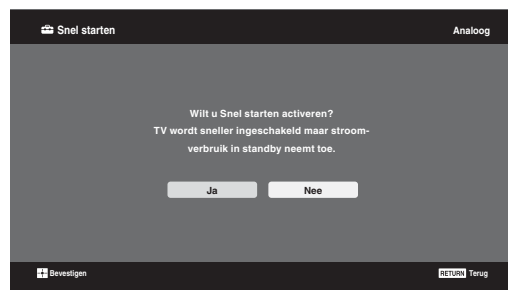 Snel starten
Analoog
Wilt u Snel starten activeren?
TV wordt sneller ingeschakeld maar stroom-
verbruik in standby neemt toe.
Ja
Nee
Bevestigen
RETURN Terug